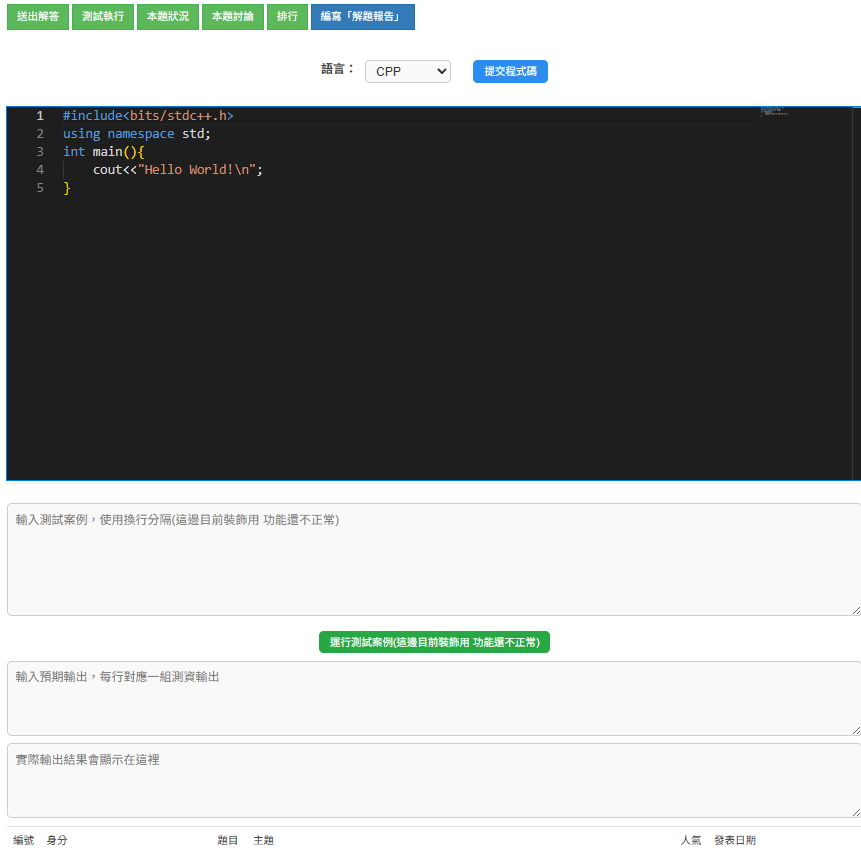 送出解答 測試執行 本題狀況 本題討論 排行 編寫「解題報告」
語言： CPP 提交程式碼
1 #include<bits/stdc++.h>
2 using namespace std;
3 int main(){
4 cout<<"Hello World!\n";
5 }
輸入測試案例，使用換行分隔(這邊目前裝飾用 功能還不正常)
運行測試案例(這邊目前裝飾用 功能還不正常)
輸入預期輸出，每行對應一組測資輸出
實際輸出結果會顯示在這裡
編號 身分 題目 主題 人氣 發表日期